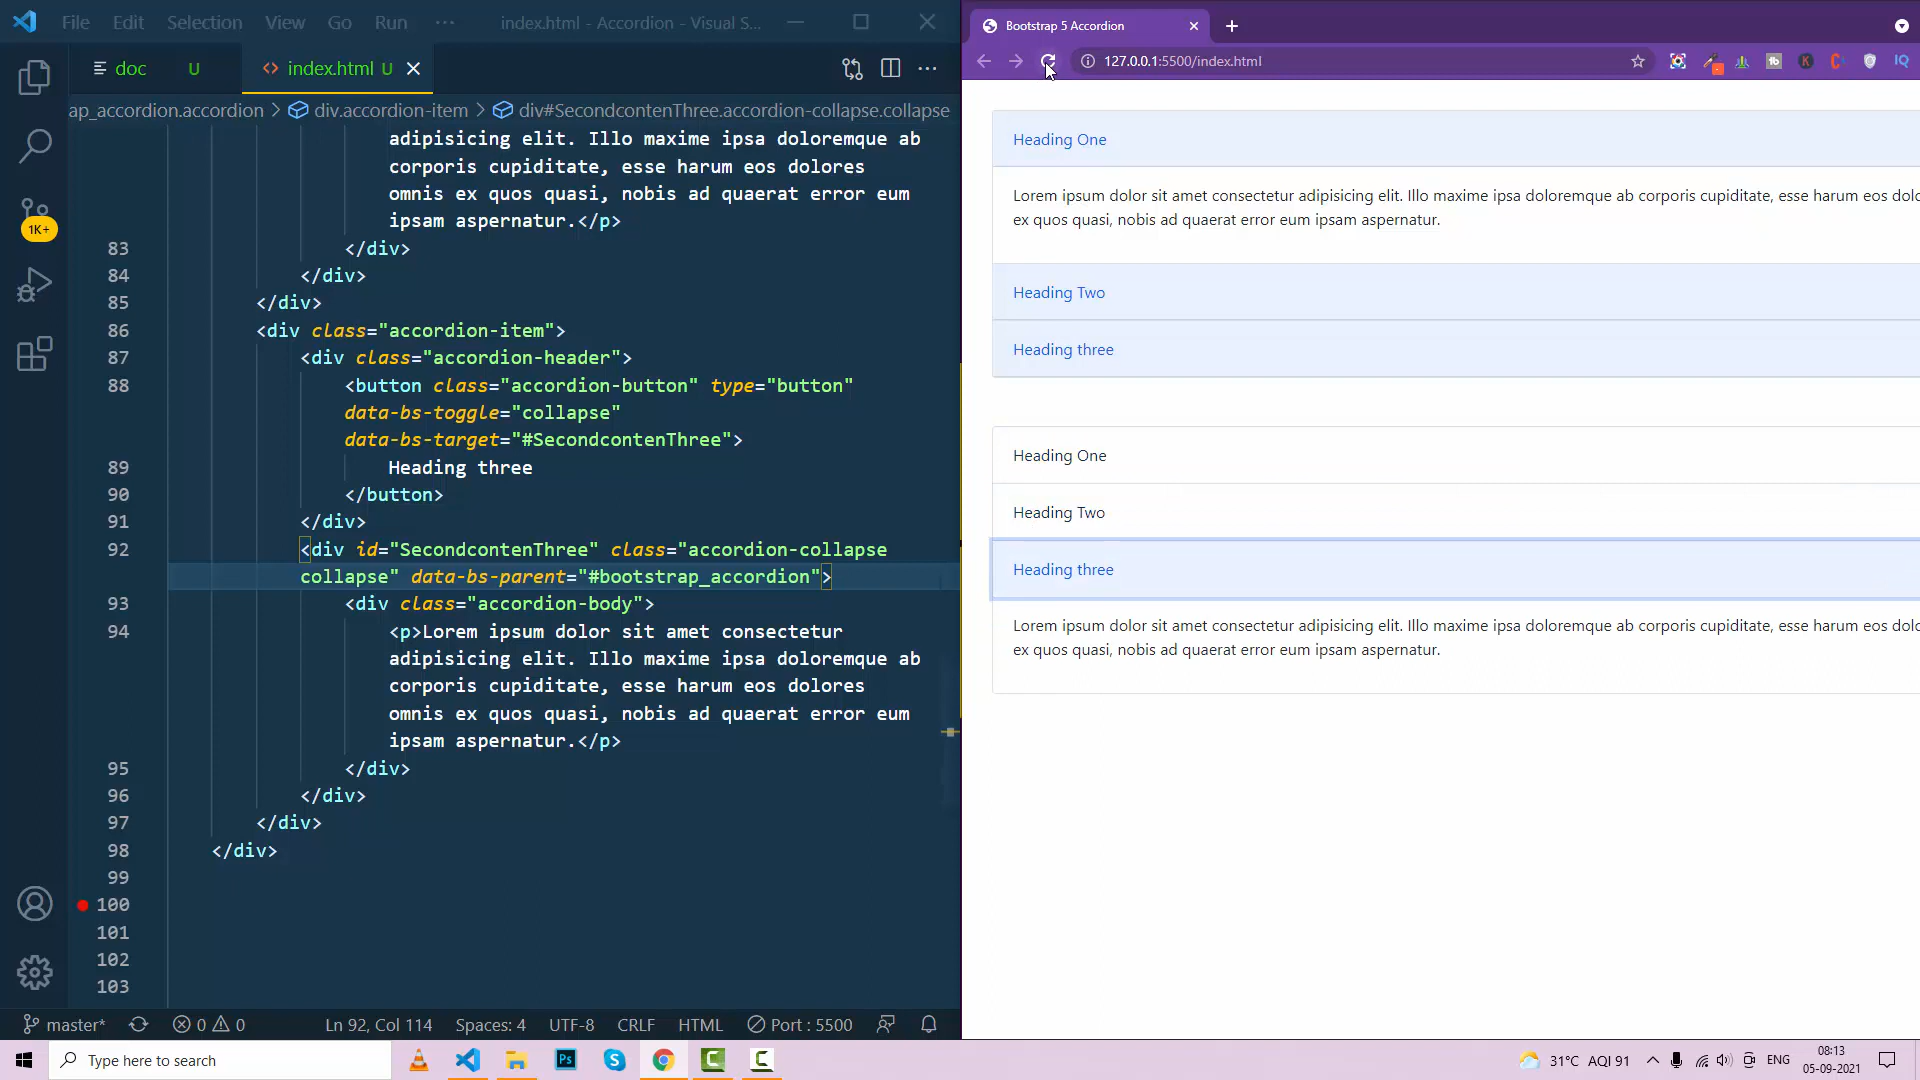 File Edit Selection View Go Run ··· index.html - Accordion - Visual S...
doc U index.html U
ap_accordion.accordion > div.accordion-item > div#SecondcontenThree.accordion-collapse.collapse
adipisicing elit. Illo maxime ipsa doloremque ab
corporis cupiditate, esse harum eos dolores
omnis ex quos quasi, nobis ad quaerat error eum
ipsam aspernatur.</p>
83 </div>
84 </div>
85 </div>
86 <div class="accordion-item">
87 <div class="accordion-header">
88 <button class="accordion-button" type="button"
data-bs-toggle="collapse"
data-bs-target="#SecondcontenThree">
89 Heading three
90 </button>
91 </div>
92 <div id="SecondcontenThree" class="accordion-collapse
collapse" data-bs-parent="#bootstrap_accordion">
93 <div class="accordion-body">
94 <p>Lorem ipsum dolor sit amet consectetur
adipisicing elit. Illo maxime ipsa doloremque ab
corporis cupiditate, esse harum eos dolores
omnis ex quos quasi, nobis ad quaerat error eum
ipsam aspernatur.</p>
95 </div>
96 </div>
97 </div>
98 </div>
99
100
101
102
103
1K+
master* 0 0 Ln 92, Col 114 Spaces: 4 UTF-8 CRLF HTML Port : 5500
Bootstrap 5 Accordion
127.0.0.1:5500/index.html
Heading One
Lorem ipsum dolor sit amet consectetur adipisicing elit. Illo maxime ipsa doloremque ab corporis cupiditate, esse harum eos dolo
ex quos quasi, nobis ad quaerat error eum ipsam aspernatur.
Heading Two
Heading three
Heading One
Heading Two
Heading three
Lorem ipsum dolor sit amet consectetur adipisicing elit. Illo maxime ipsa doloremque ab corporis cupiditate, esse harum eos dolo
ex quos quasi, nobis ad quaerat error eum ipsam aspernatur.
Type here to search
Ps
31°C AQI 91 ENG
08:13
05-09-2021